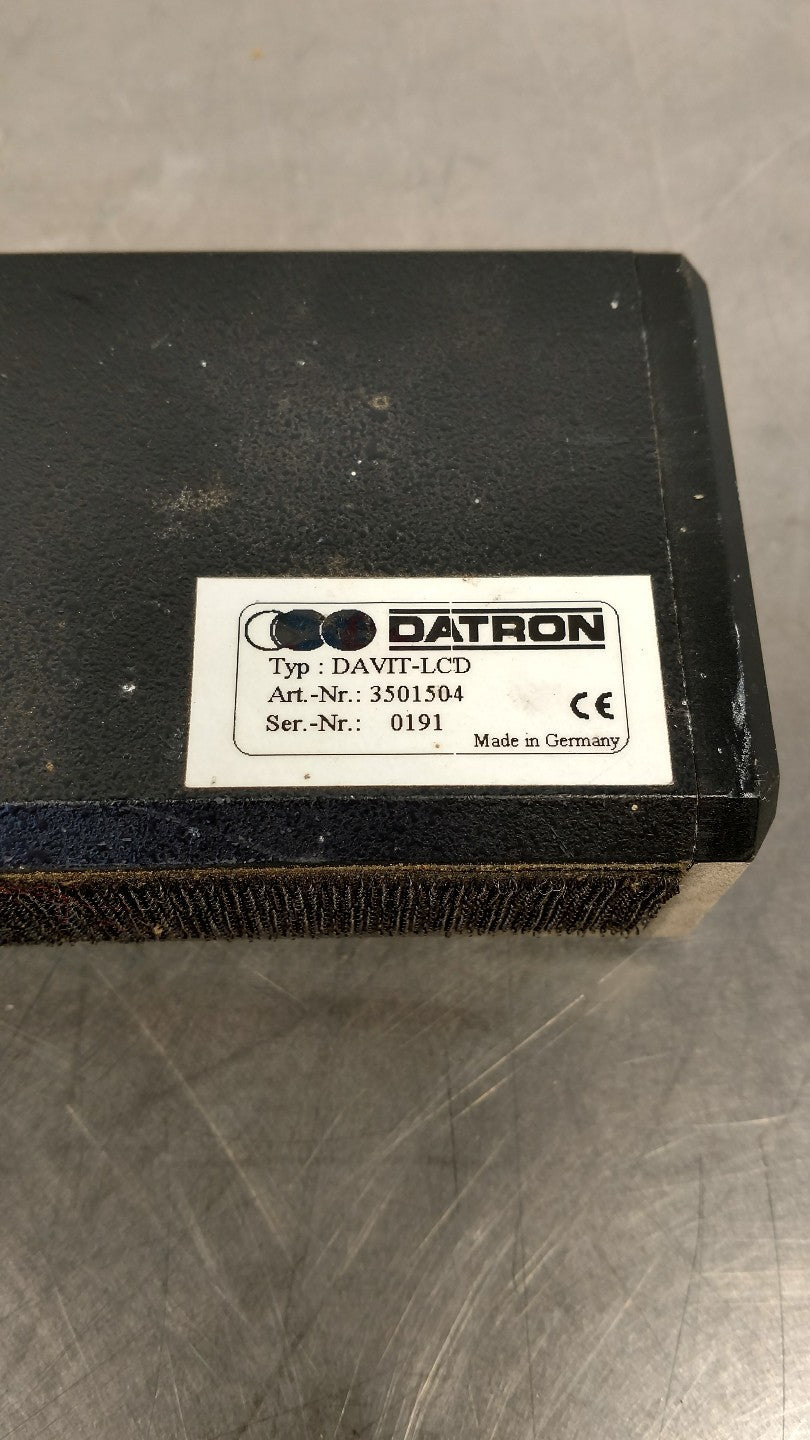 DATRON
Typ : DAVIT-LCD
Art.-Nr.: 3501504
Ser.-Nr.: 0191
CE
Made in Germany